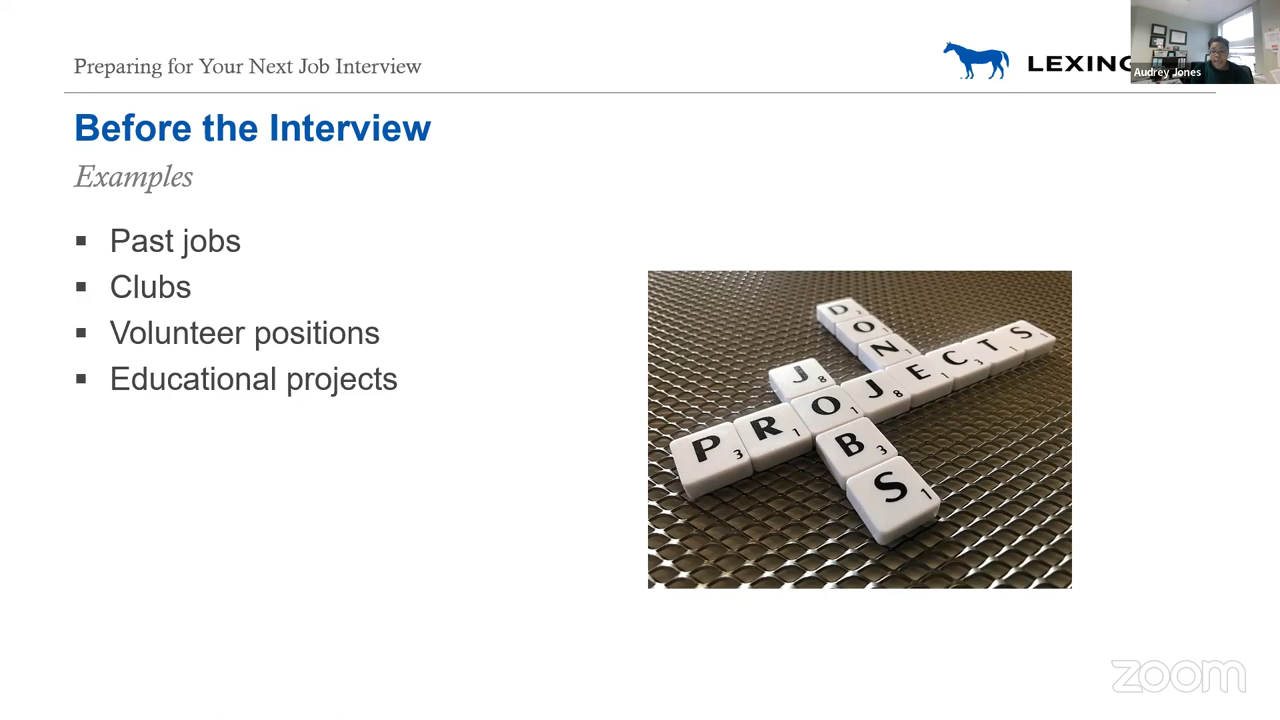 Preparing for Your Next Job Interview
LEXING
Audrey Jones
Before the Interview
Examples
▪ Past jobs
▪ Clubs
▪ Volunteer positions
▪ Educational projects
DONE
PROJECTS
JOBS
zoom